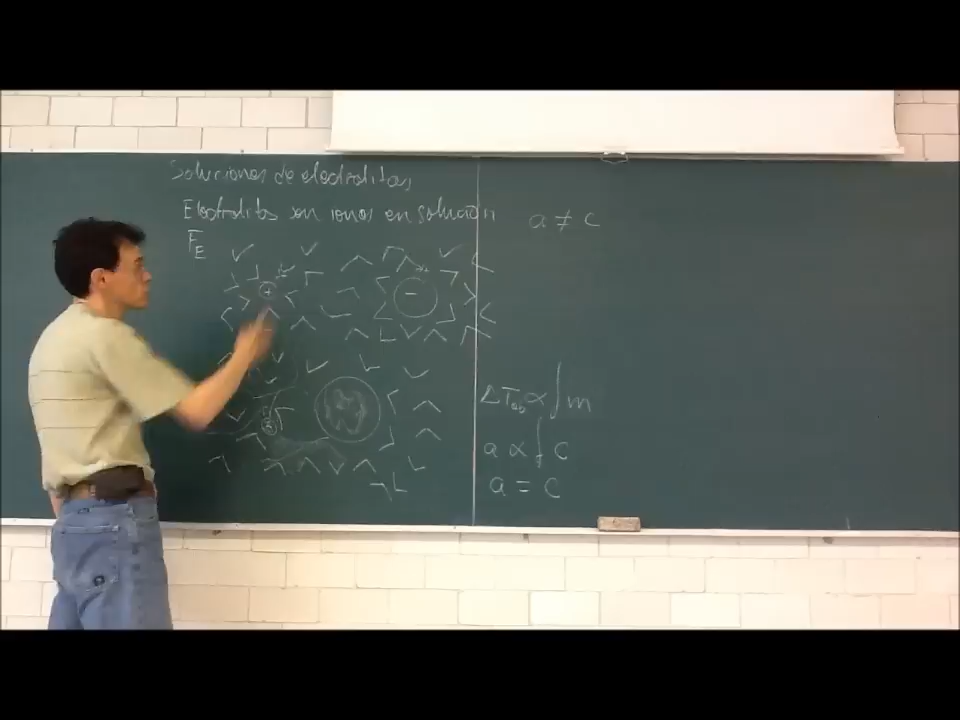 Soluciones de electrolitos
Electrolitos son iones en solución
F_E
+
−
a ≠ c
ΔT_eb ∝ ∫ m
a ∝ ∫ c
a = c